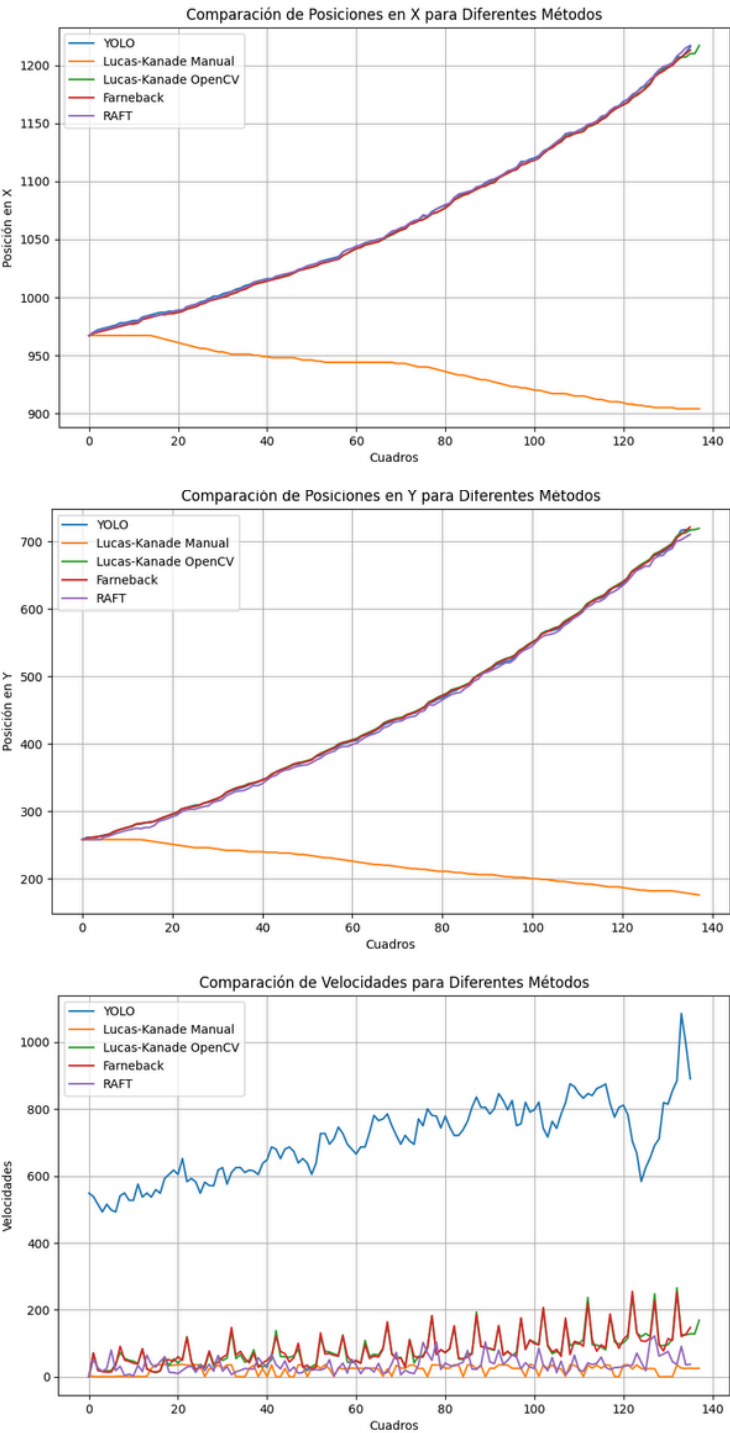 Comparación de Posiciones en X para Diferentes Métodos
YOLO
Lucas-Kanade Manual
Lucas-Kanade OpenCV
Farneback
RAFT
Posición en X
1200
1150
1100
1050
1000
950
900
0 20 40 60 80 100 120 140
Cuadros
Comparación de Posiciones en Y para Diferentes Métodos
YOLO
Lucas-Kanade Manual
Lucas-Kanade OpenCV
Farneback
RAFT
Posición en Y
700
600
500
400
300
200
0 20 40 60 80 100 120 140
Cuadros
Comparación de Velocidades para Diferentes Métodos
YOLO
Lucas-Kanade Manual
Lucas-Kanade OpenCV
Farneback
RAFT
Velocidades
1000
800
600
400
200
0
0 20 40 60 80 100 120 140
Cuadros